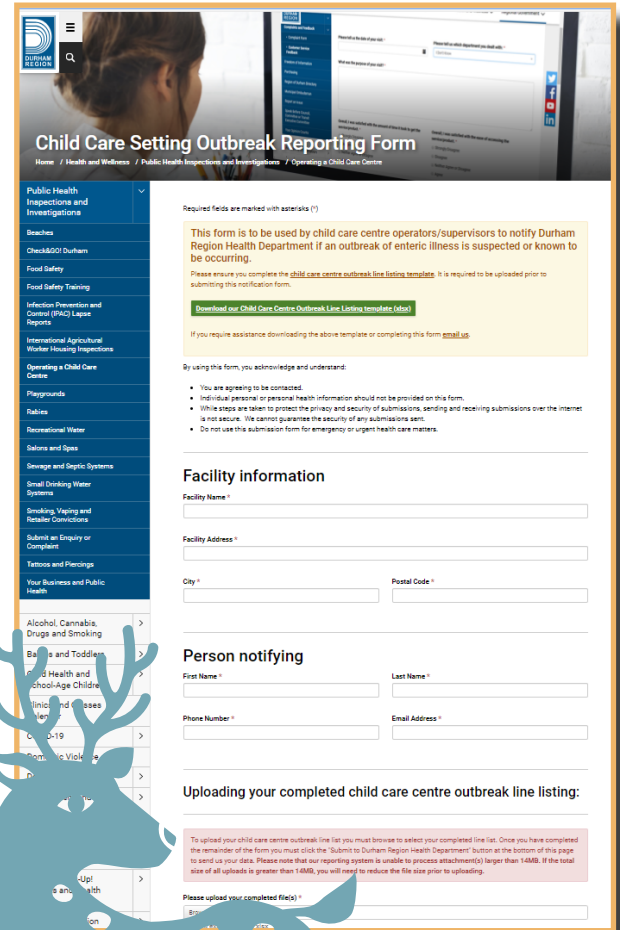 DURHAM
REGION
Child Care Setting Outbreak Reporting Form
Home / Health and Wellness / Public Health Inspections and Investigations / Operating a Child Care Centre
Public Health
Inspections and
Investigations
Beaches
Check&GO! Durham
Food Safety
Food Safety Training
Infection Prevention and
Control (IPAC) Lapse
Reports
International Agricultural
Worker Housing Inspections
Operating a Child Care
Centre
Playgrounds
Rabies
Recreational Water
Salons and Spas
Sewage and Septic Systems
Small Drinking Water
Systems
Smoking, Vaping and
Retailer Convictions
Submit an Enquiry or
Complaint
Tattoos and Piercings
Your Business and Public
Health
Alcohol, Cannabis,
Drugs and Smoking
Required fields are marked with asterisks (*)
This form is to be used by child care centre operators/supervisors to notify Durham
Region Health Department if an outbreak of enteric illness is suspected or known to
be occurring.
Please ensure you complete the child care centre outbreak line listing template. It is required to be uploaded prior to
submitting this notification form.
Download our Child Care Centre Outbreak Line Listing template (xlsx)
If you require assistance downloading the above template or completing this form email us.
By using this form, you acknowledge and understand:
• You are agreeing to be contacted.
• Individual personal or personal health information should not be provided on this form.
• While steps are taken to protect the privacy and security of submissions, sending and receiving submissions over the internet
is not secure. We cannot guarantee the security of any submissions sent.
• Do not use this submission form for emergency or urgent health care matters.
Facility information
Facility Name *
Facility Address *
City * Postal Code *
Person notifying
First Name * Last Name *
Phone Number * Email Address *
Uploading your completed child care centre outbreak line listing:
To upload your child care centre outbreak line list you must browse to select your completed line list. Once you have completed
the remainder of the form you must click the "Submit to Durham Region Health Department" button at the bottom of this page
to send us your data. Please note that our reporting system is unable to process attachment(s) larger than 14MB. If the total
size of all uploads is greater than 14MB, you will need to reduce the file size prior to uploading.
Please upload your completed file(s) *